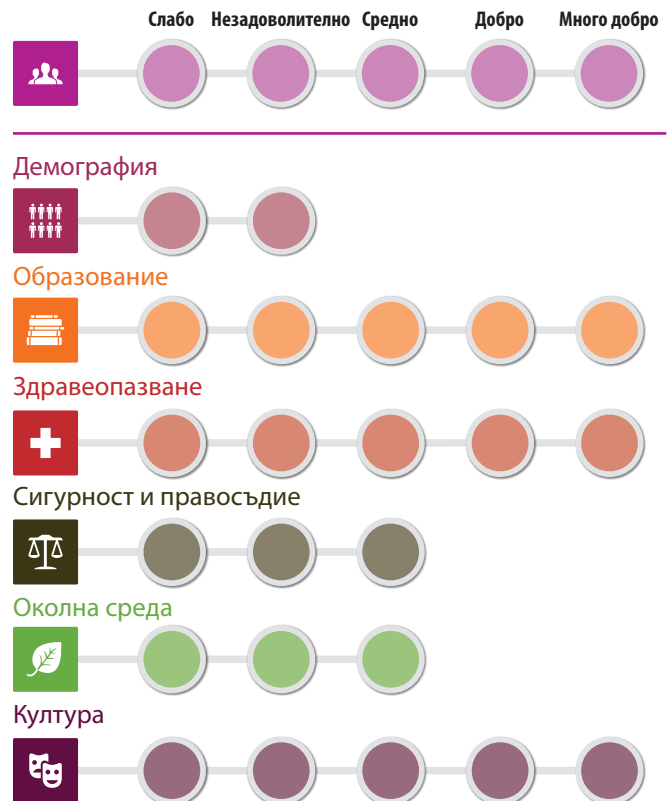 Слабо Незадоволително Средно Добро Много добро
Демография
Образование
Здравеопазване
Сигурност и правосъдие
Околна среда
Култура